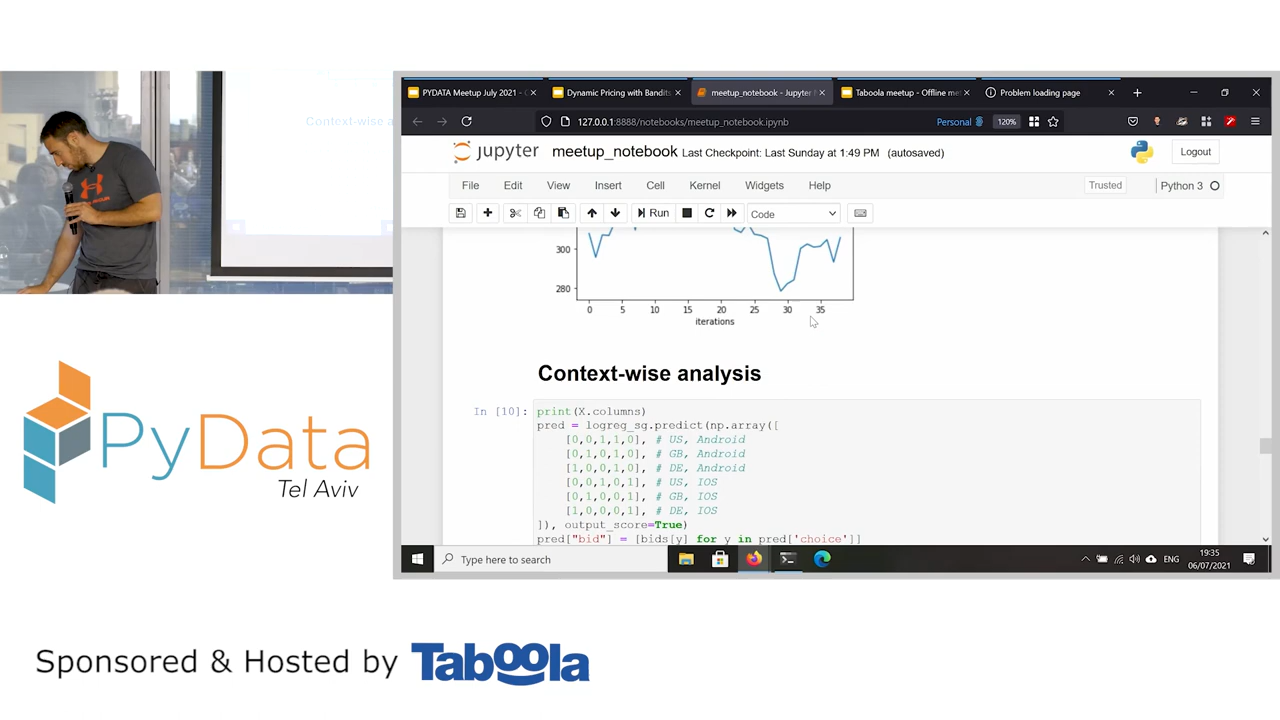 PYDATA Meetup July 2021 - C
Dynamic Pricing with Bandits
meetup_notebook - Jupyter
Taboola meetup - Offline me
Problem loading page
127.0.0.1:8888/notebooks/meetup_notebook.ipynb
Personal
120%
jupyter meetup_notebook Last Checkpoint: Last Sunday at 1:49 PM (autosaved)
Logout
File Edit View Insert Cell Kernel Widgets Help
Trusted
Python 3
Run
Code
Context-wise a
300
280
0 5 10 15 20 25 30 35
iterations
Context-wise analysis
In [10]:
print(X.columns)
pred = logreg_sg.predict(np.array([
[0,0,1,1,0], # US, Android
[0,1,0,1,0], # GB, Android
[1,0,0,1,0], # DE, Android
[0,0,1,0,1], # US, IOS
[0,1,0,0,1], # GB, IOS
[1,0,0,0,1], # DE, IOS
]), output_score=True)
pred["bid"] = [bids[y] for y in pred['choice']]
Type here to search
ENG
19:35
06/07/2021
PyData
Tel Aviv
Sponsored & Hosted by Taboola